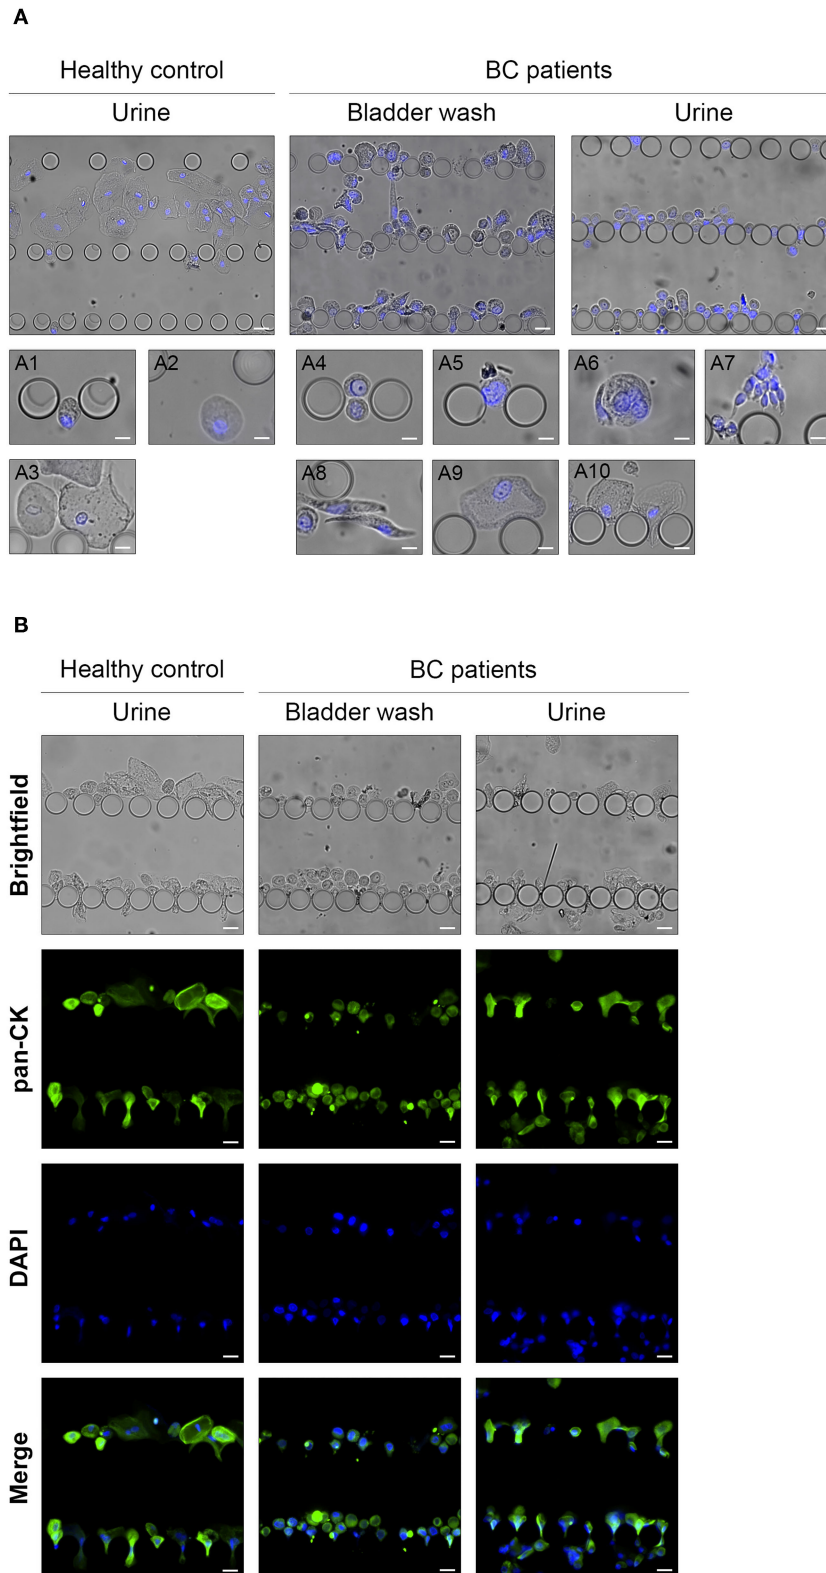 A
Healthy control
BC patients
Urine
Bladder wash
Urine
A1
A2
A4
A5
A6
A7
A3
A8
A9
A10
B
Healthy control
BC patients
Urine
Bladder wash
Urine
Brightfield
pan-CK
DAPI
Merge